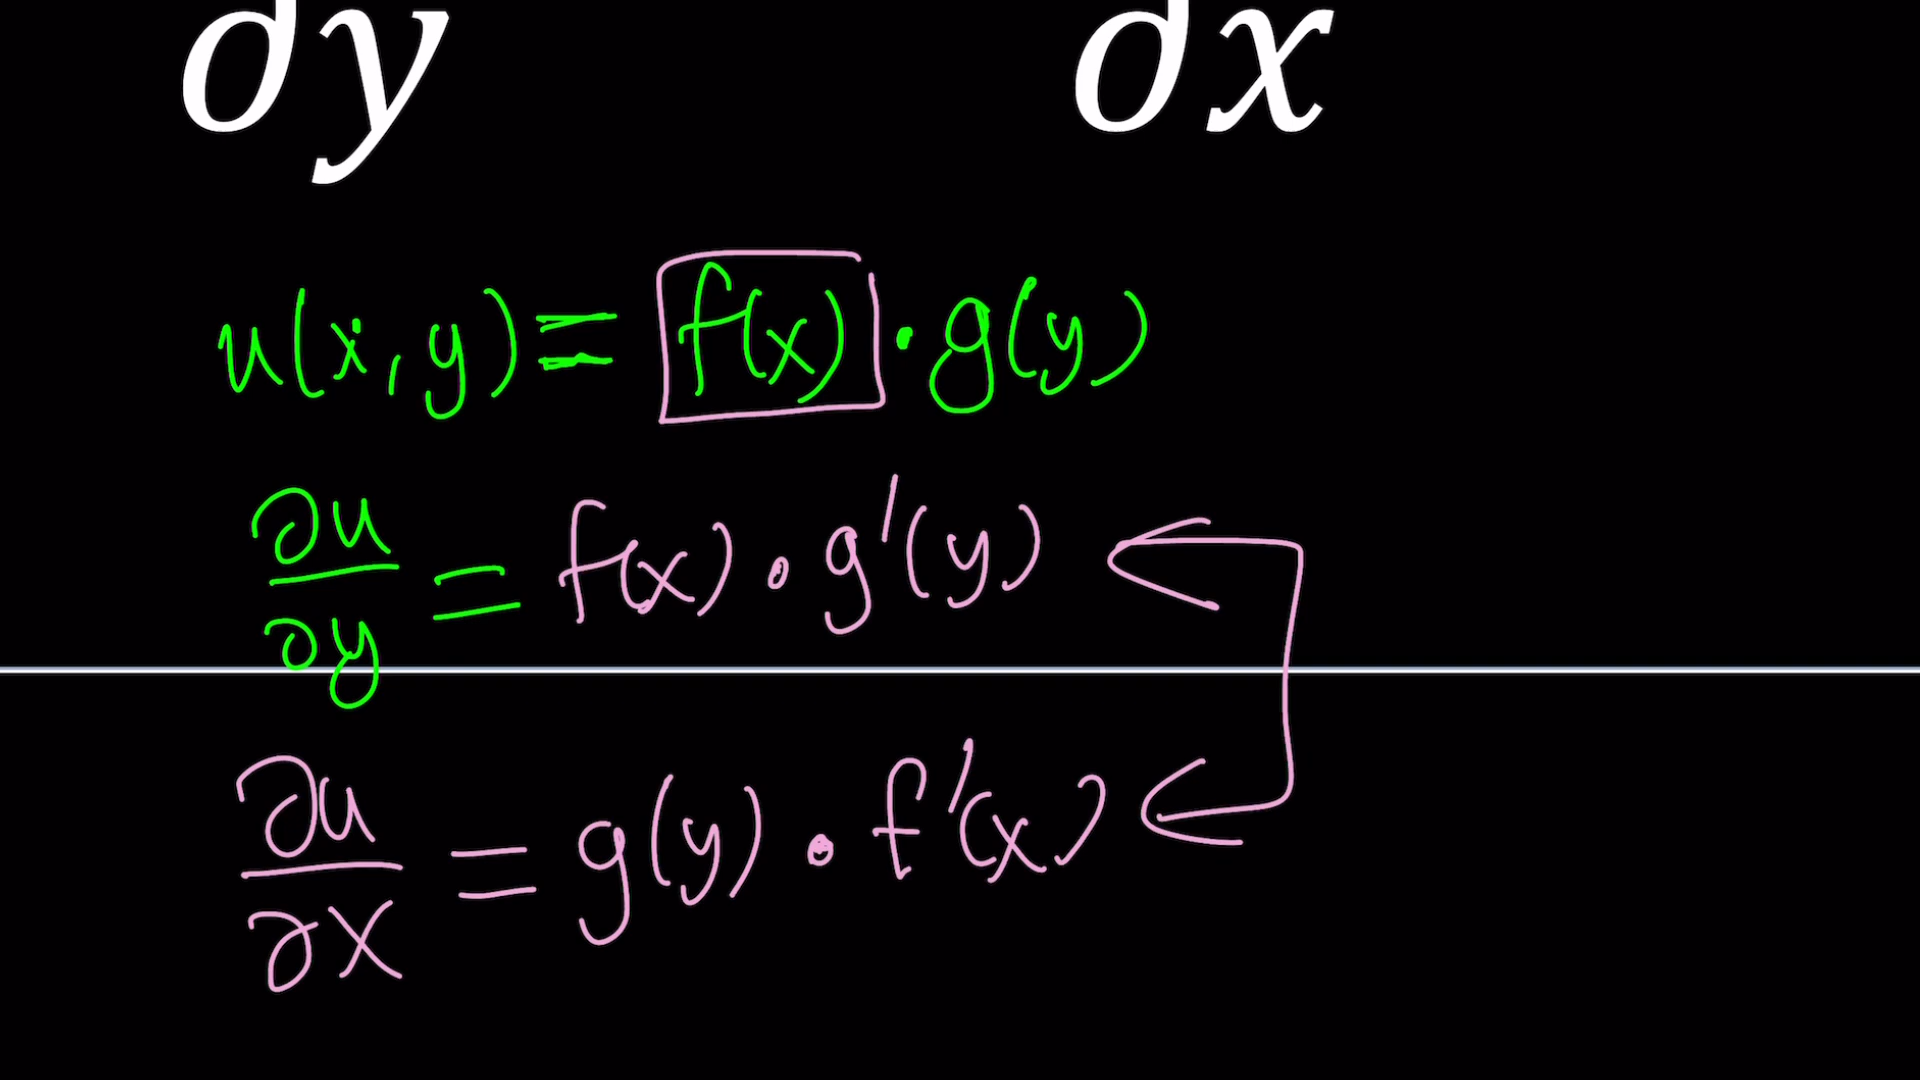 ∂y ∂x
u(x,y) = f(x) · g(y)
∂u/∂y = f(x) · g'(y)
∂u/∂x = g(y) · f'(x)